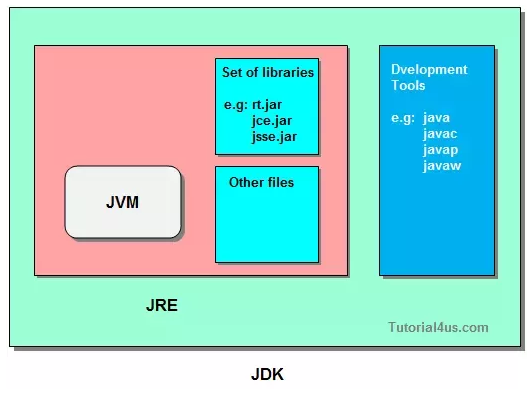 Set of libraries
e.g: rt.jar
jce.jar
jsse.jar
Other files
JVM
JRE
Dvelopment
Tools
e.g: java
javac
javap
javaw
Tutorial4us.com
JDK